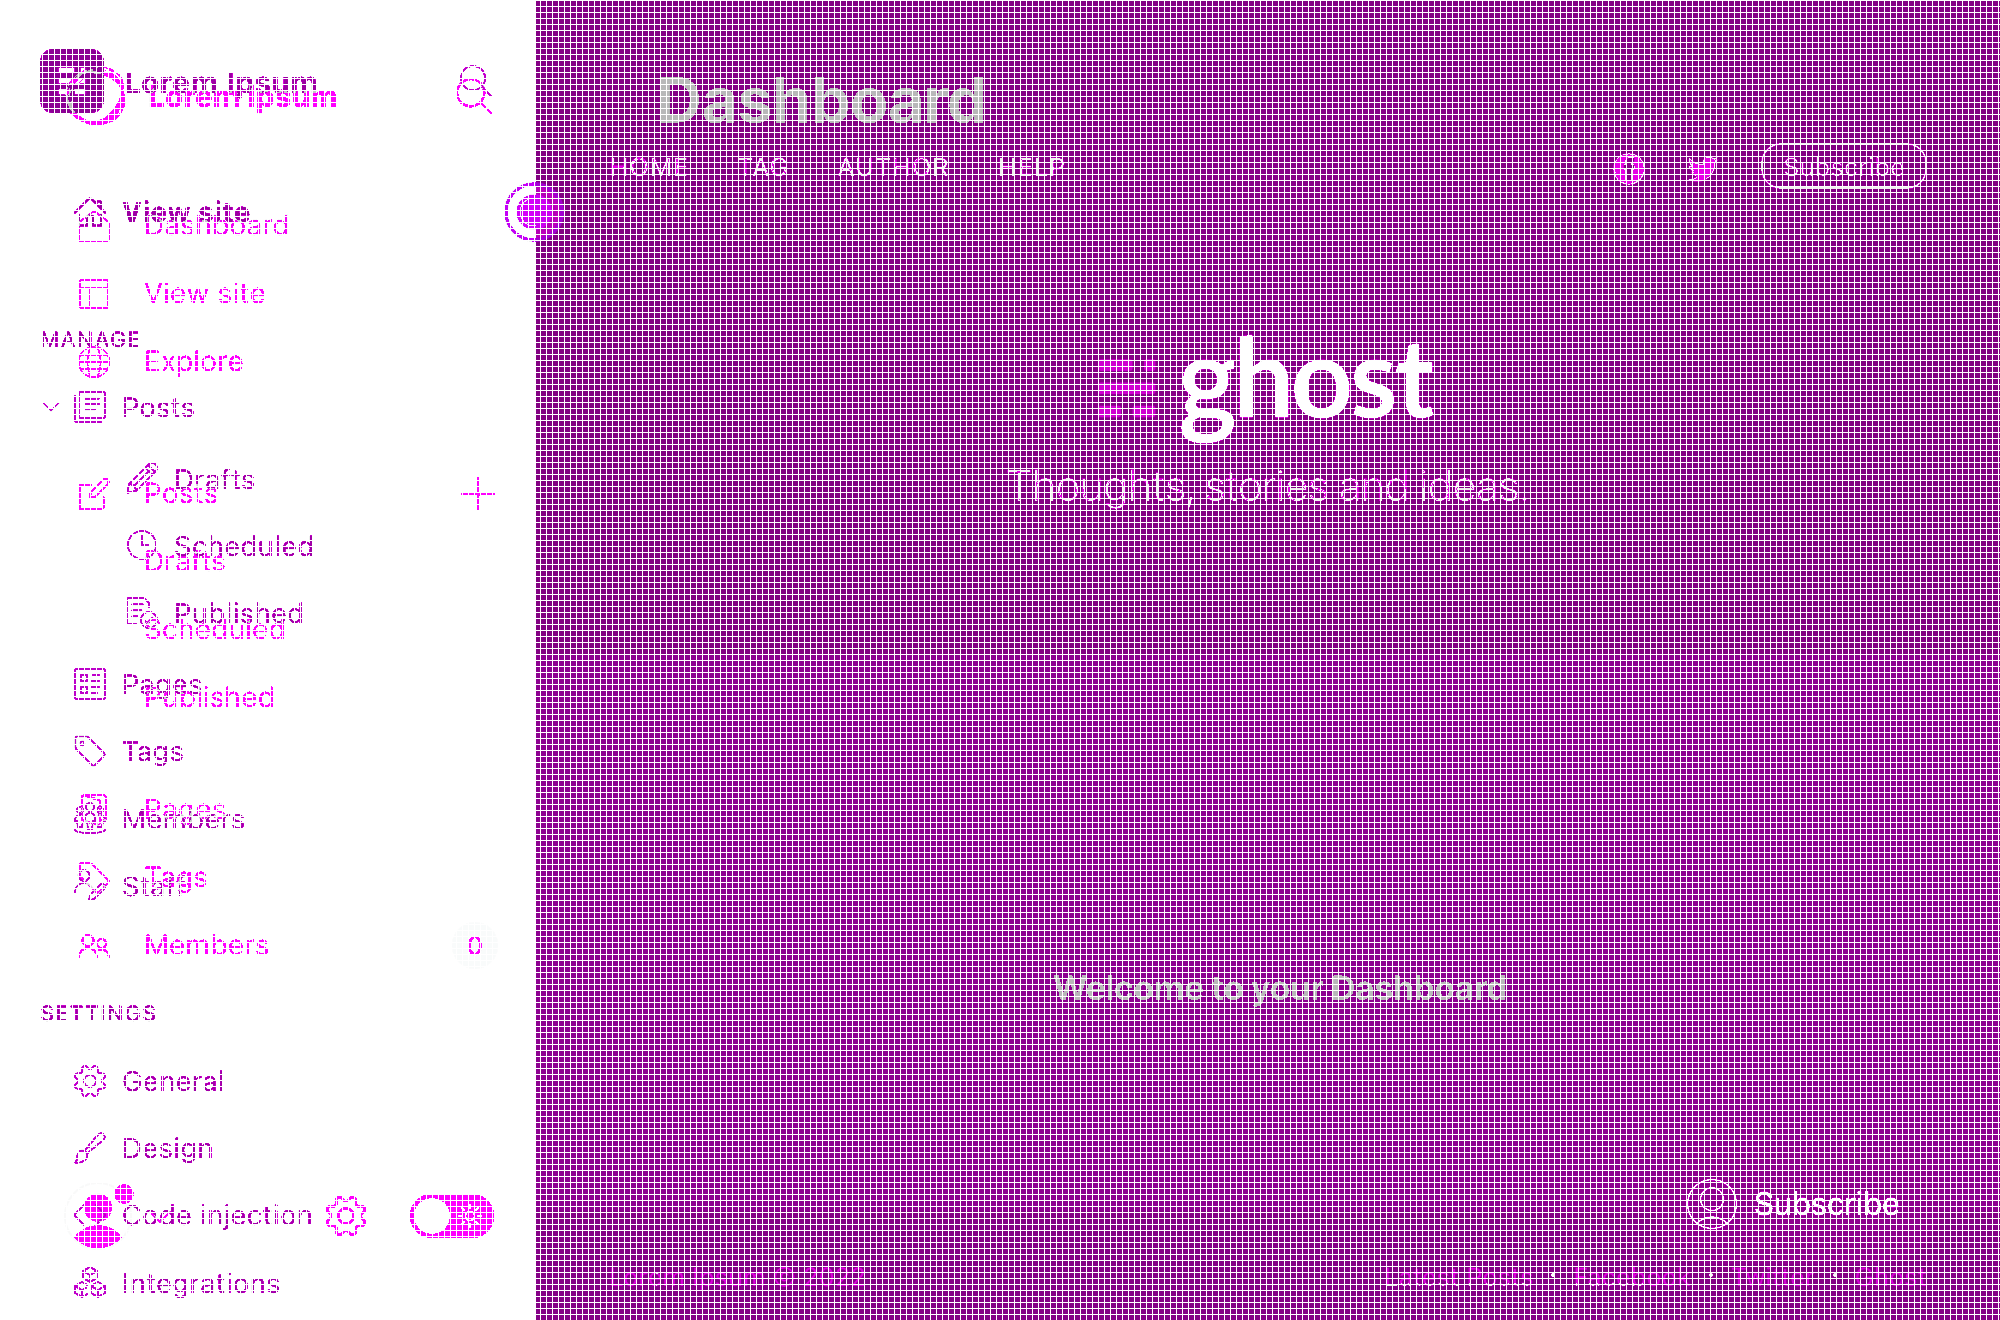 Lorem Ipsum
Lorem Ipsum
Dashboard
HOME TAG AUTHOR HELP
Subscribe
View site
Dashboard
View site
MANAGE
Explore
ghost
Posts
Drafts
Posts
Thoughts, stories and ideas.
Scheduled
Drafts
Published
Scheduled
Pages
Published
Tags
Pages
Members
Tags
Staff
Members 0
Welcome to your Dashboard
SETTINGS
General
Design
Subscribe
Code injection
Integrations